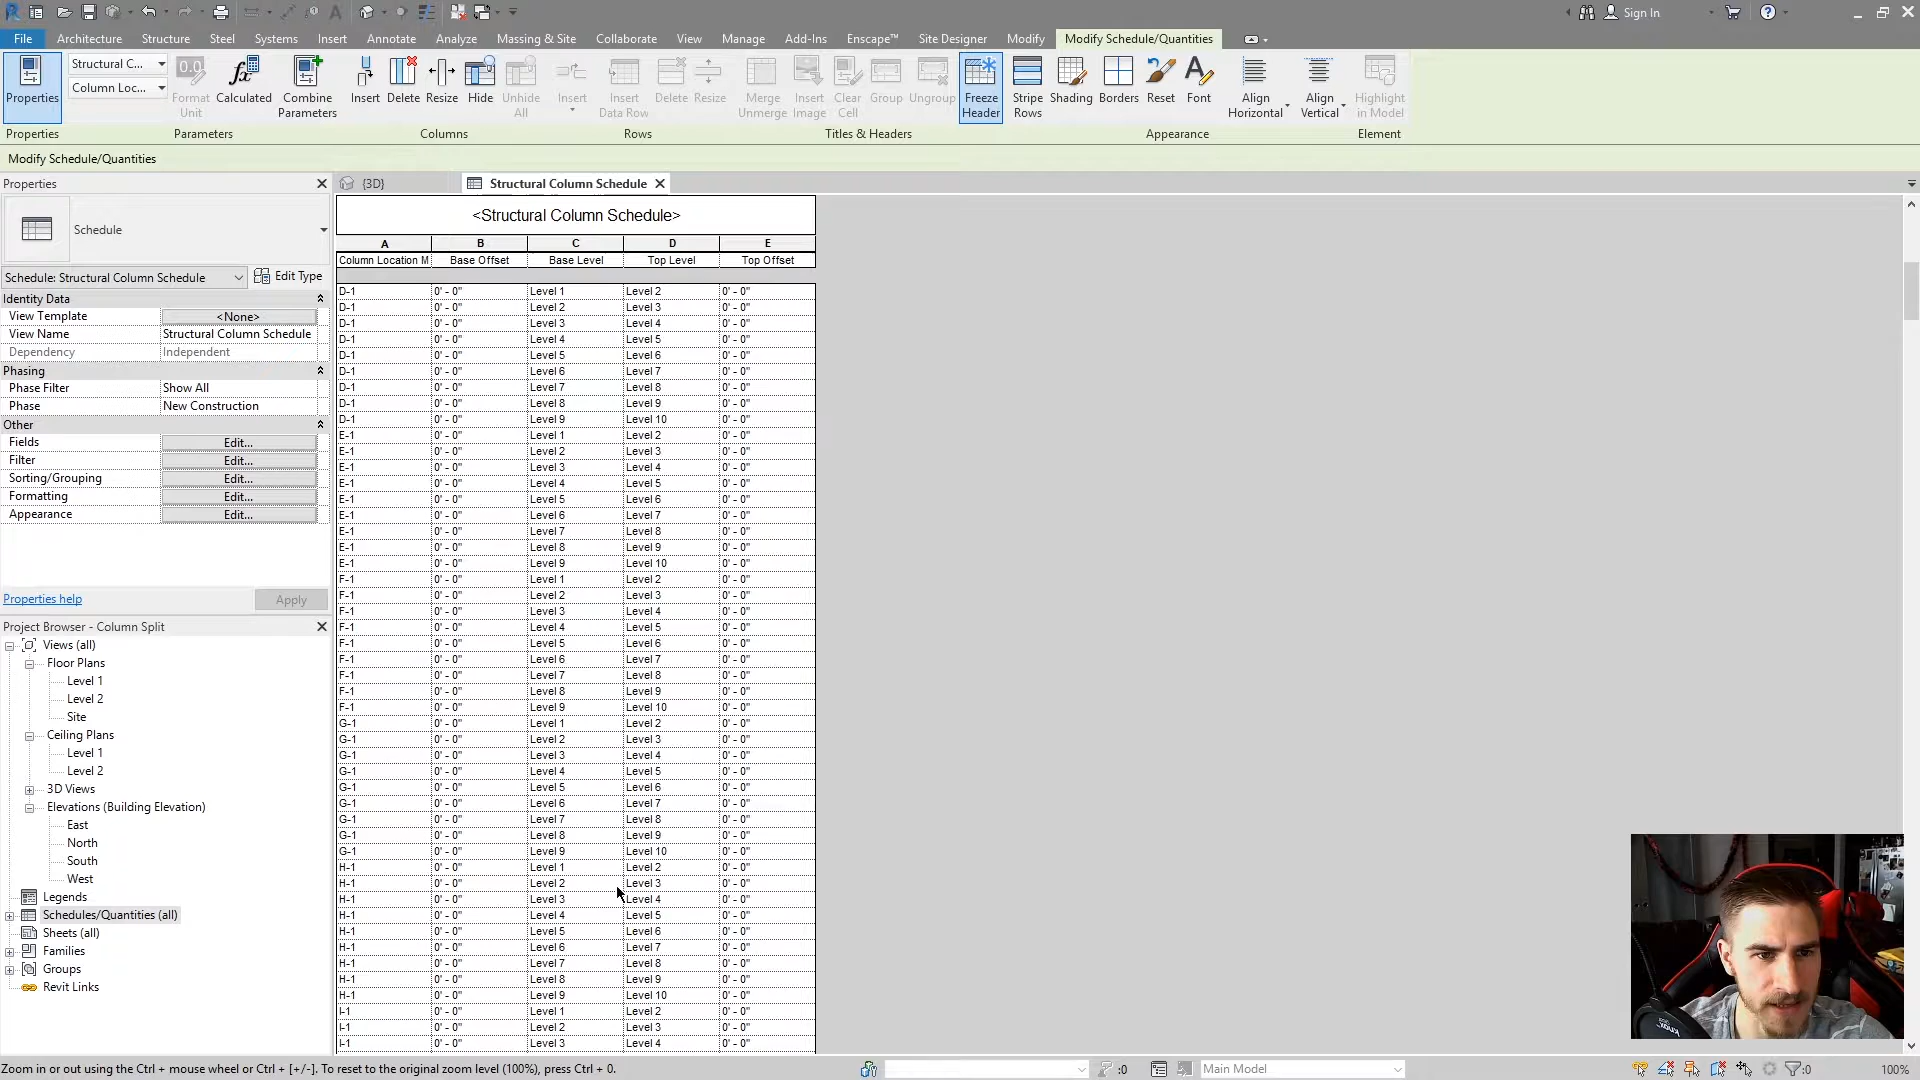 Sign In
File Architecture Structure Steel Systems Insert Annotate Analyze Massing & Site Collaborate View Manage Add-Ins Enscape™ Site Designer Modify Modify Schedule/Quantities
Properties
Structural C...
Column Loc...
Format Unit
Calculated
Combine Parameters
Insert Delete Resize Hide Unhide All
Insert
Insert Data Row
Delete Resize
Merge Unmerge
Insert Image
Clear Cell
Group Ungroup
Freeze Header
Stripe Rows
Shading Borders Reset Font
Align Horizontal
Align Vertical
Highlight in Model
Properties Parameters Columns Rows Titles & Headers Appearance Element
Modify Schedule/Quantities
Properties
Schedule
Schedule: Structural Column Schedule Edit Type
Identity Data
View Template <None>
View Name Structural Column Schedule
Dependency Independent
Phasing
Phase Filter Show All
Phase New Construction
Other
Fields Edit...
Filter Edit...
Sorting/Grouping Edit...
Formatting Edit...
Appearance Edit...
Properties help Apply
Project Browser - Column Split
Views (all)
Floor Plans
Level 1
Level 2
Site
Ceiling Plans
Level 1
Level 2
3D Views
Elevations (Building Elevation)
East
North
South
West
Legends
Schedules/Quantities (all)
Sheets (all)
Families
Groups
Revit Links
{3D} Structural Column Schedule
<Structural Column Schedule>
A B C D E
Column Location M Base Offset Base Level Top Level Top Offset
D-1 0' - 0" Level 1 Level 2 0' - 0"
D-1 0' - 0" Level 2 Level 3 0' - 0"
D-1 0' - 0" Level 3 Level 4 0' - 0"
D-1 0' - 0" Level 4 Level 5 0' - 0"
D-1 0' - 0" Level 5 Level 6 0' - 0"
D-1 0' - 0" Level 6 Level 7 0' - 0"
D-1 0' - 0" Level 7 Level 8 0' - 0"
D-1 0' - 0" Level 8 Level 9 0' - 0"
D-1 0' - 0" Level 9 Level 10 0' - 0"
E-1 0' - 0" Level 1 Level 2 0' - 0"
E-1 0' - 0" Level 2 Level 3 0' - 0"
E-1 0' - 0" Level 3 Level 4 0' - 0"
E-1 0' - 0" Level 4 Level 5 0' - 0"
E-1 0' - 0" Level 5 Level 6 0' - 0"
E-1 0' - 0" Level 6 Level 7 0' - 0"
E-1 0' - 0" Level 7 Level 8 0' - 0"
E-1 0' - 0" Level 8 Level 9 0' - 0"
E-1 0' - 0" Level 9 Level 10 0' - 0"
F-1 0' - 0" Level 1 Level 2 0' - 0"
F-1 0' - 0" Level 2 Level 3 0' - 0"
F-1 0' - 0" Level 3 Level 4 0' - 0"
F-1 0' - 0" Level 4 Level 5 0' - 0"
F-1 0' - 0" Level 5 Level 6 0' - 0"
F-1 0' - 0" Level 6 Level 7 0' - 0"
F-1 0' - 0" Level 7 Level 8 0' - 0"
F-1 0' - 0" Level 8 Level 9 0' - 0"
F-1 0' - 0" Level 9 Level 10 0' - 0"
G-1 0' - 0" Level 1 Level 2 0' - 0"
G-1 0' - 0" Level 2 Level 3 0' - 0"
G-1 0' - 0" Level 3 Level 4 0' - 0"
G-1 0' - 0" Level 4 Level 5 0' - 0"
G-1 0' - 0" Level 5 Level 6 0' - 0"
G-1 0' - 0" Level 6 Level 7 0' - 0"
G-1 0' - 0" Level 7 Level 8 0' - 0"
G-1 0' - 0" Level 8 Level 9 0' - 0"
G-1 0' - 0" Level 9 Level 10 0' - 0"
H-1 0' - 0" Level 1 Level 2 0' - 0"
H-1 0' - 0" Level 2 Level 3 0' - 0"
H-1 0' - 0" Level 3 Level 4 0' - 0"
H-1 0' - 0" Level 4 Level 5 0' - 0"
H-1 0' - 0" Level 5 Level 6 0' - 0"
H-1 0' - 0" Level 6 Level 7 0' - 0"
H-1 0' - 0" Level 7 Level 8 0' - 0"
H-1 0' - 0" Level 8 Level 9 0' - 0"
H-1 0' - 0" Level 9 Level 10 0' - 0"
I-1 0' - 0" Level 1 Level 2 0' - 0"
I-1 0' - 0" Level 2 Level 3 0' - 0"
I-1 0' - 0" Level 3 Level 4 0' - 0"
Zoom in or out using the Ctrl + mouse wheel or Ctrl + [+/-]. To reset to the original zoom level (100%), press Ctrl + 0.
:0 Main Model :0 100%